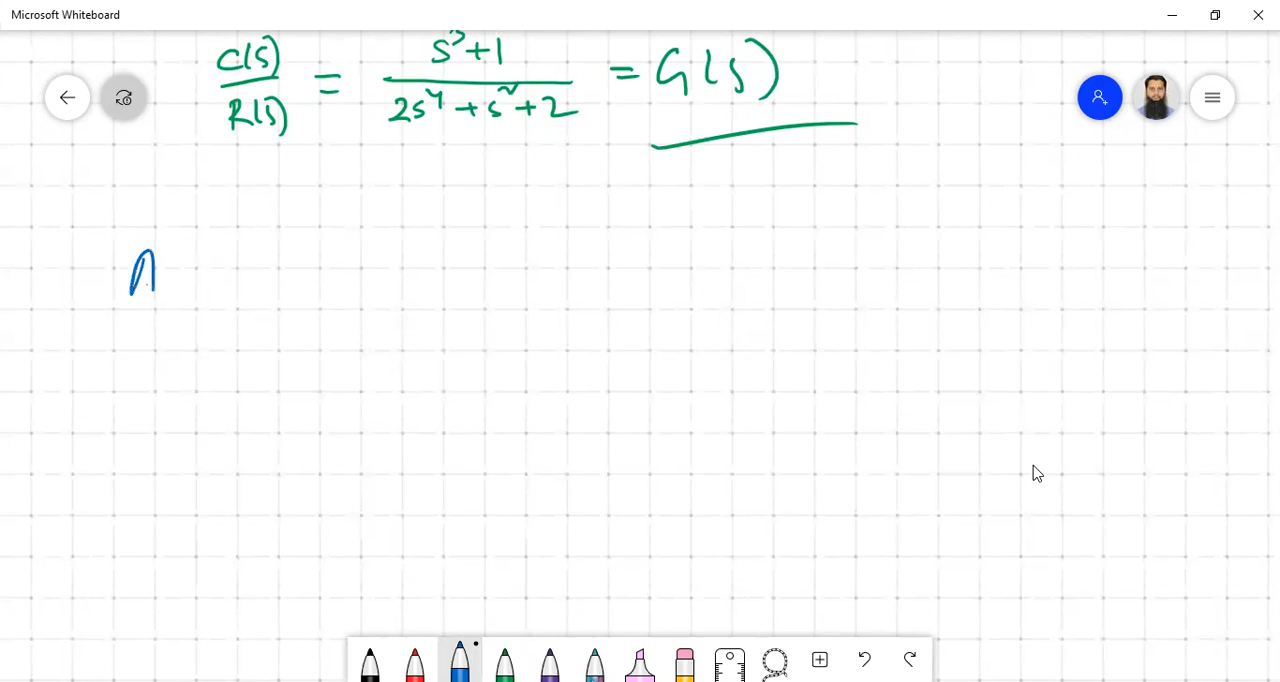 Microsoft Whiteboard
C(s)/R(s) = (s³+1)/(2s⁴+s²+2) = G(s)